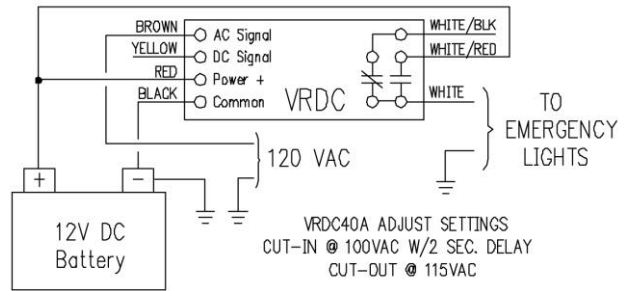 BROWN
AC Signal
WHITE/BLK
YELLOW
DC Signal
WHITE/RED
RED
Power +
BLACK
Common
VRDC
WHITE
TO
EMERGENCY
LIGHTS
120 VAC
+ −
12V DC
Battery
VRDC40A ADJUST SETTINGS
CUT-IN @ 100VAC W/2 SEC. DELAY
CUT-OUT @ 115VAC